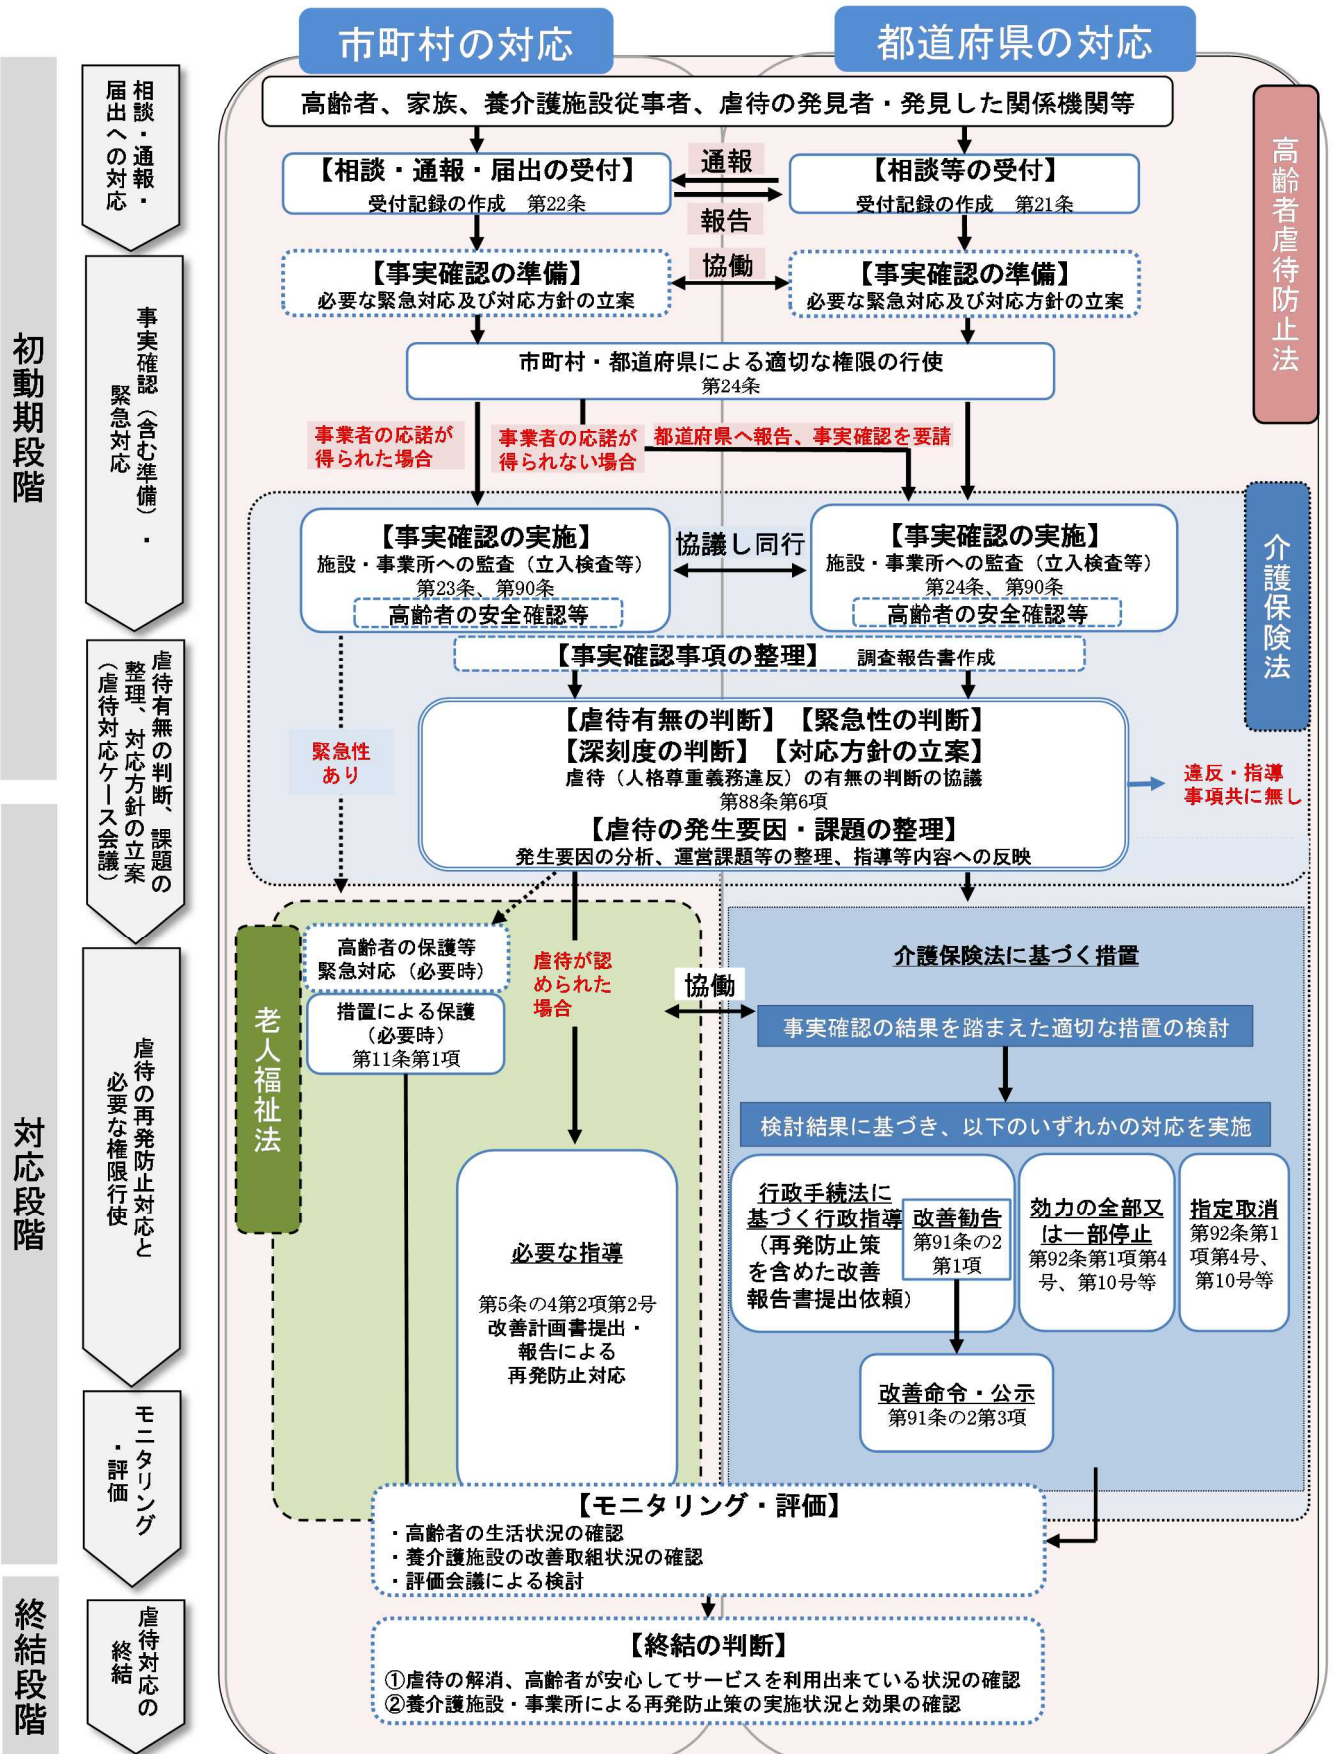 市町村の対応
都道府県の対応
高齢者、家族、養介護施設従事者、虐待の発見者・発見した関係機関等
初動期段階
対応段階
終結段階
相談・通報・
届出への対応
事実確認（含む準備）・
緊急対応
虐待有無の判断、課題の
整理、対応方針の立案
（虐待対応ケース会議）
虐待の再発防止対応と
必要な権限行使
モニタリング
・評価
虐待対応の
終結
高齢者虐待防止法
介護保険法
老人福祉法
【相談・通報・届出の受付】
受付記録の作成　第22条
通報
報告
【相談等の受付】
受付記録の作成　第21条
【事実確認の準備】
必要な緊急対応及び対応方針の立案
協働
【事実確認の準備】
必要な緊急対応及び対応方針の立案
市町村・都道府県による適切な権限の行使
第24条
事業者の応諾が
得られた場合
事業者の応諾が
得られない場合
都道府県へ報告、事実確認を要請
【事実確認の実施】
施設・事業所への監査（立入検査等）
第23条、第90条
高齢者の安全確認等
協議し同行
【事実確認の実施】
施設・事業所への監査（立入検査等）
第24条、第90条
高齢者の安全確認等
【事実確認事項の整理】　調査報告書作成
緊急性
あり
【虐待有無の判断】【緊急性の判断】
【深刻度の判断】【対応方針の立案】
虐待（人格尊重義務違反）の有無の判断の協議
第88条第6項
【虐待の発生要因・課題の整理】
発生要因の分析、運営課題等の整理、指導等内容への反映
違反・指導
事項共に無し
高齢者の保護等
緊急対応（必要時）
措置による保護
（必要時）
第11条第1項
虐待が認
められた
場合
協働
必要な指導
第5条の4第2項第2号
改善計画書提出・
報告による
再発防止対応
介護保険法に基づく措置
事実確認の結果を踏まえた適切な措置の検討
検討結果に基づき、以下のいずれかの対応を実施
行政手続法に
基づく行政指導
（再発防止策
を含めた改善
報告書提出依頼）
改善勧告
第91条の2
第1項
効力の全部又
は一部停止
第92条第1項第4
号、第10号等
指定取消
第92条第1
項第4号、
第10号等
改善命令・公示
第91条の2第3項
【モニタリング・評価】
・高齢者の生活状況の確認
・養介護施設の改善取組状況の確認
・評価会議による検討
【終結の判断】
①虐待の解消、高齢者が安心してサービスを利用出来ている状況の確認
②養介護施設・事業所による再発防止策の実施状況と効果の確認